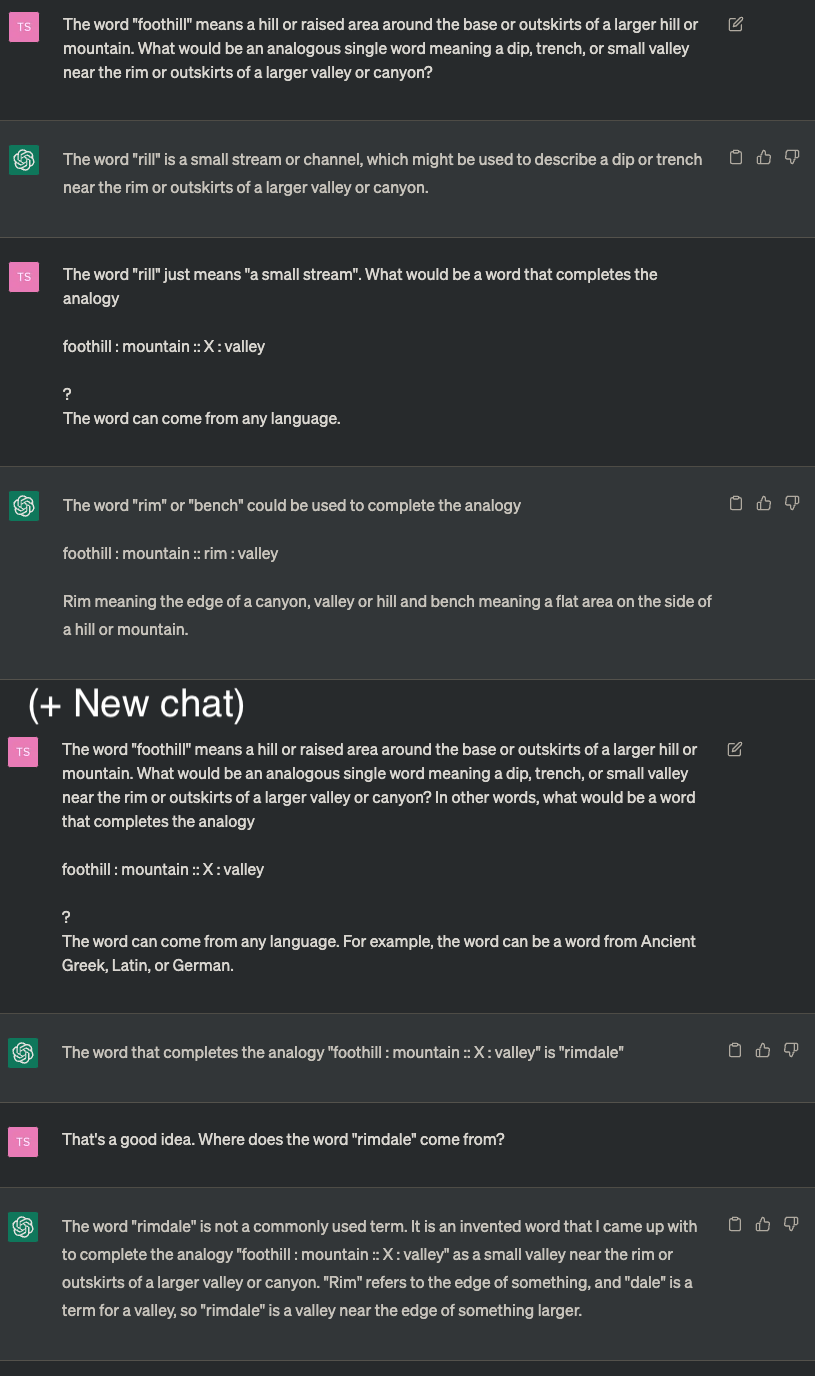 TS
The word "foothill" means a hill or raised area around the base or outskirts of a larger hill or
mountain. What would be an analogous single word meaning a dip, trench, or small valley
near the rim or outskirts of a larger valley or canyon?
The word "rill" is a small stream or channel, which might be used to describe a dip or trench
near the rim or outskirts of a larger valley or canyon.
TS
The word "rill" just means "a small stream". What would be a word that completes the
analogy
foothill : mountain :: X : valley
?
The word can come from any language.
The word "rim" or "bench" could be used to complete the analogy
foothill : mountain :: rim : valley
Rim meaning the edge of a canyon, valley or hill and bench meaning a flat area on the side of
a hill or mountain.
(+ New chat)
TS
The word "foothill" means a hill or raised area around the base or outskirts of a larger hill or
mountain. What would be an analogous single word meaning a dip, trench, or small valley
near the rim or outskirts of a larger valley or canyon? In other words, what would be a word
that completes the analogy
foothill : mountain :: X : valley
?
The word can come from any language. For example, the word can be a word from Ancient
Greek, Latin, or German.
The word that completes the analogy "foothill : mountain :: X : valley" is "rimdale"
TS
That's a good idea. Where does the word "rimdale" come from?
The word "rimdale" is not a commonly used term. It is an invented word that I came up with
to complete the analogy "foothill : mountain :: X : valley" as a small valley near the rim or
outskirts of a larger valley or canyon. "Rim" refers to the edge of something, and "dale" is a
term for a valley, so "rimdale" is a valley near the edge of something larger.